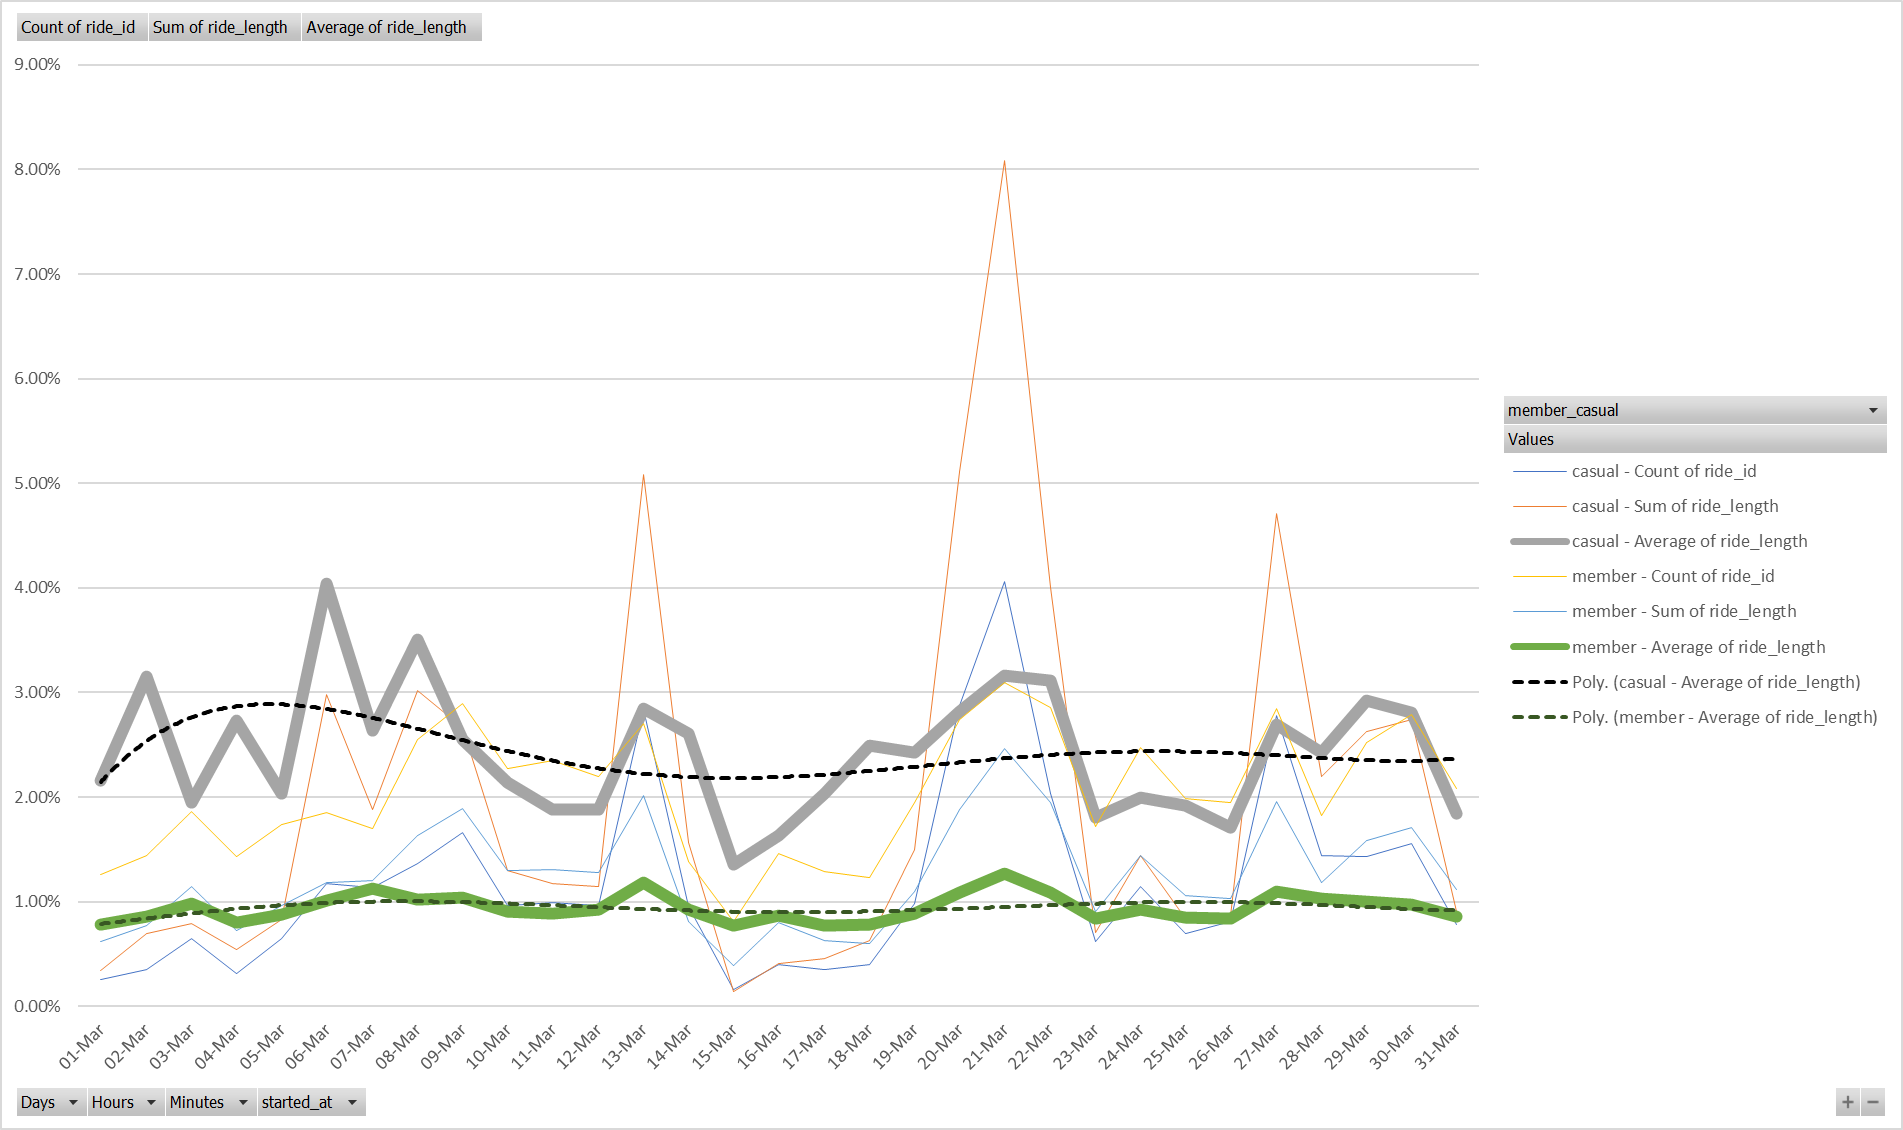 Count of ride_id Sum of ride_length Average of ride_length
9.00%
8.00%
7.00%
6.00%
5.00%
4.00%
3.00%
2.00%
1.00%
0.00%
01-Mar 02-Mar 03-Mar 04-Mar 05-Mar 06-Mar 07-Mar 08-Mar 09-Mar 10-Mar 11-Mar 12-Mar 13-Mar 14-Mar 15-Mar 16-Mar 17-Mar 18-Mar 19-Mar 20-Mar 21-Mar 22-Mar 23-Mar 24-Mar 25-Mar 26-Mar 27-Mar 28-Mar 29-Mar 30-Mar 31-Mar
member_casual
Values
casual - Count of ride_id
casual - Sum of ride_length
casual - Average of ride_length
member - Count of ride_id
member - Sum of ride_length
member - Average of ride_length
Poly. (casual - Average of ride_length)
Poly. (member - Average of ride_length)
Days Hours Minutes started_at
+ −